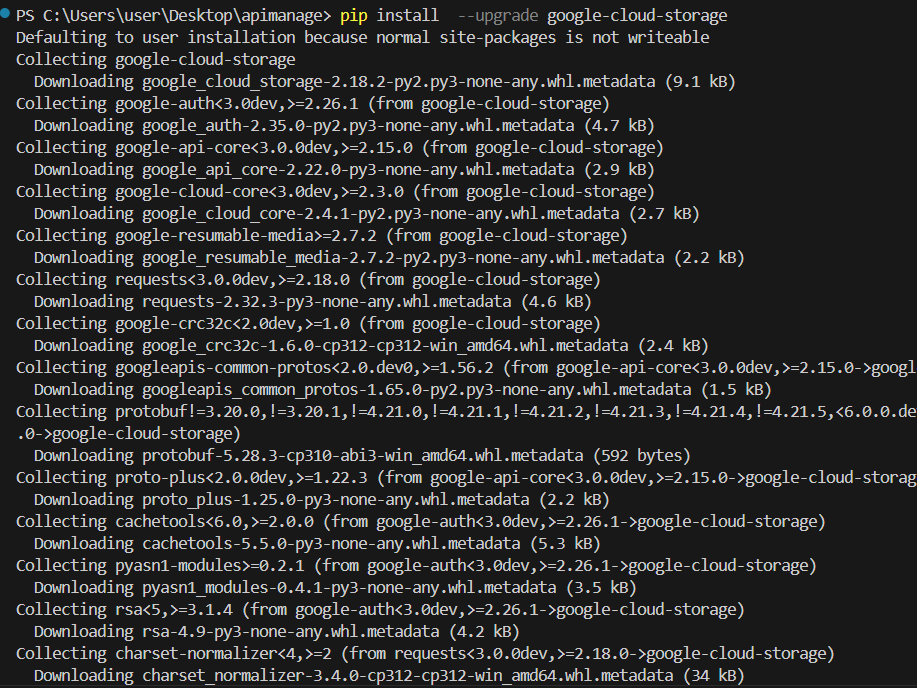 PS C:\Users\user\Desktop\apimanage> pip install  --upgrade google-cloud-storage
Defaulting to user installation because normal site-packages is not writeable
Collecting google-cloud-storage
  Downloading google_cloud_storage-2.18.2-py2.py3-none-any.whl.metadata (9.1 kB)
Collecting google-auth<3.0dev,>=2.26.1 (from google-cloud-storage)
  Downloading google_auth-2.35.0-py2.py3-none-any.whl.metadata (4.7 kB)
Collecting google-api-core<3.0.0dev,>=2.15.0 (from google-cloud-storage)
  Downloading google_api_core-2.22.0-py3-none-any.whl.metadata (2.9 kB)
Collecting google-cloud-core<3.0dev,>=2.3.0 (from google-cloud-storage)
  Downloading google_cloud_core-2.4.1-py2.py3-none-any.whl.metadata (2.7 kB)
Collecting google-resumable-media>=2.7.2 (from google-cloud-storage)
  Downloading google_resumable_media-2.7.2-py2.py3-none-any.whl.metadata (2.2 kB)
Collecting requests<3.0.0dev,>=2.18.0 (from google-cloud-storage)
  Downloading requests-2.32.3-py3-none-any.whl.metadata (4.6 kB)
Collecting google-crc32c<2.0dev,>=1.0 (from google-cloud-storage)
  Downloading google_crc32c-1.6.0-cp312-cp312-win_amd64.whl.metadata (2.4 kB)
Collecting googleapis-common-protos<2.0.dev0,>=1.56.2 (from google-api-core<3.0.0dev,>=2.15.0->googl
  Downloading googleapis_common_protos-1.65.0-py2.py3-none-any.whl.metadata (1.5 kB)
Collecting protobuf!=3.20.0,!=3.20.1,!=4.21.0,!=4.21.1,!=4.21.2,!=4.21.3,!=4.21.4,!=4.21.5,<6.0.0.de
.0->google-cloud-storage)
  Downloading protobuf-5.28.3-cp310-abi3-win_amd64.whl.metadata (592 bytes)
Collecting proto-plus<2.0.0dev,>=1.22.3 (from google-api-core<3.0.0dev,>=2.15.0->google-cloud-storag
  Downloading proto_plus-1.25.0-py3-none-any.whl.metadata (2.2 kB)
Collecting cachetools<6.0,>=2.0.0 (from google-auth<3.0dev,>=2.26.1->google-cloud-storage)
  Downloading cachetools-5.5.0-py3-none-any.whl.metadata (5.3 kB)
Collecting pyasn1-modules>=0.2.1 (from google-auth<3.0dev,>=2.26.1->google-cloud-storage)
  Downloading pyasn1_modules-0.4.1-py3-none-any.whl.metadata (3.5 kB)
Collecting rsa<5,>=3.1.4 (from google-auth<3.0dev,>=2.26.1->google-cloud-storage)
  Downloading rsa-4.9-py3-none-any.whl.metadata (4.2 kB)
Collecting charset-normalizer<4,>=2 (from requests<3.0.0dev,>=2.18.0->google-cloud-storage)
  Downloading charset_normalizer-3.4.0-cp312-cp312-win_amd64.whl.metadata (34 kB)